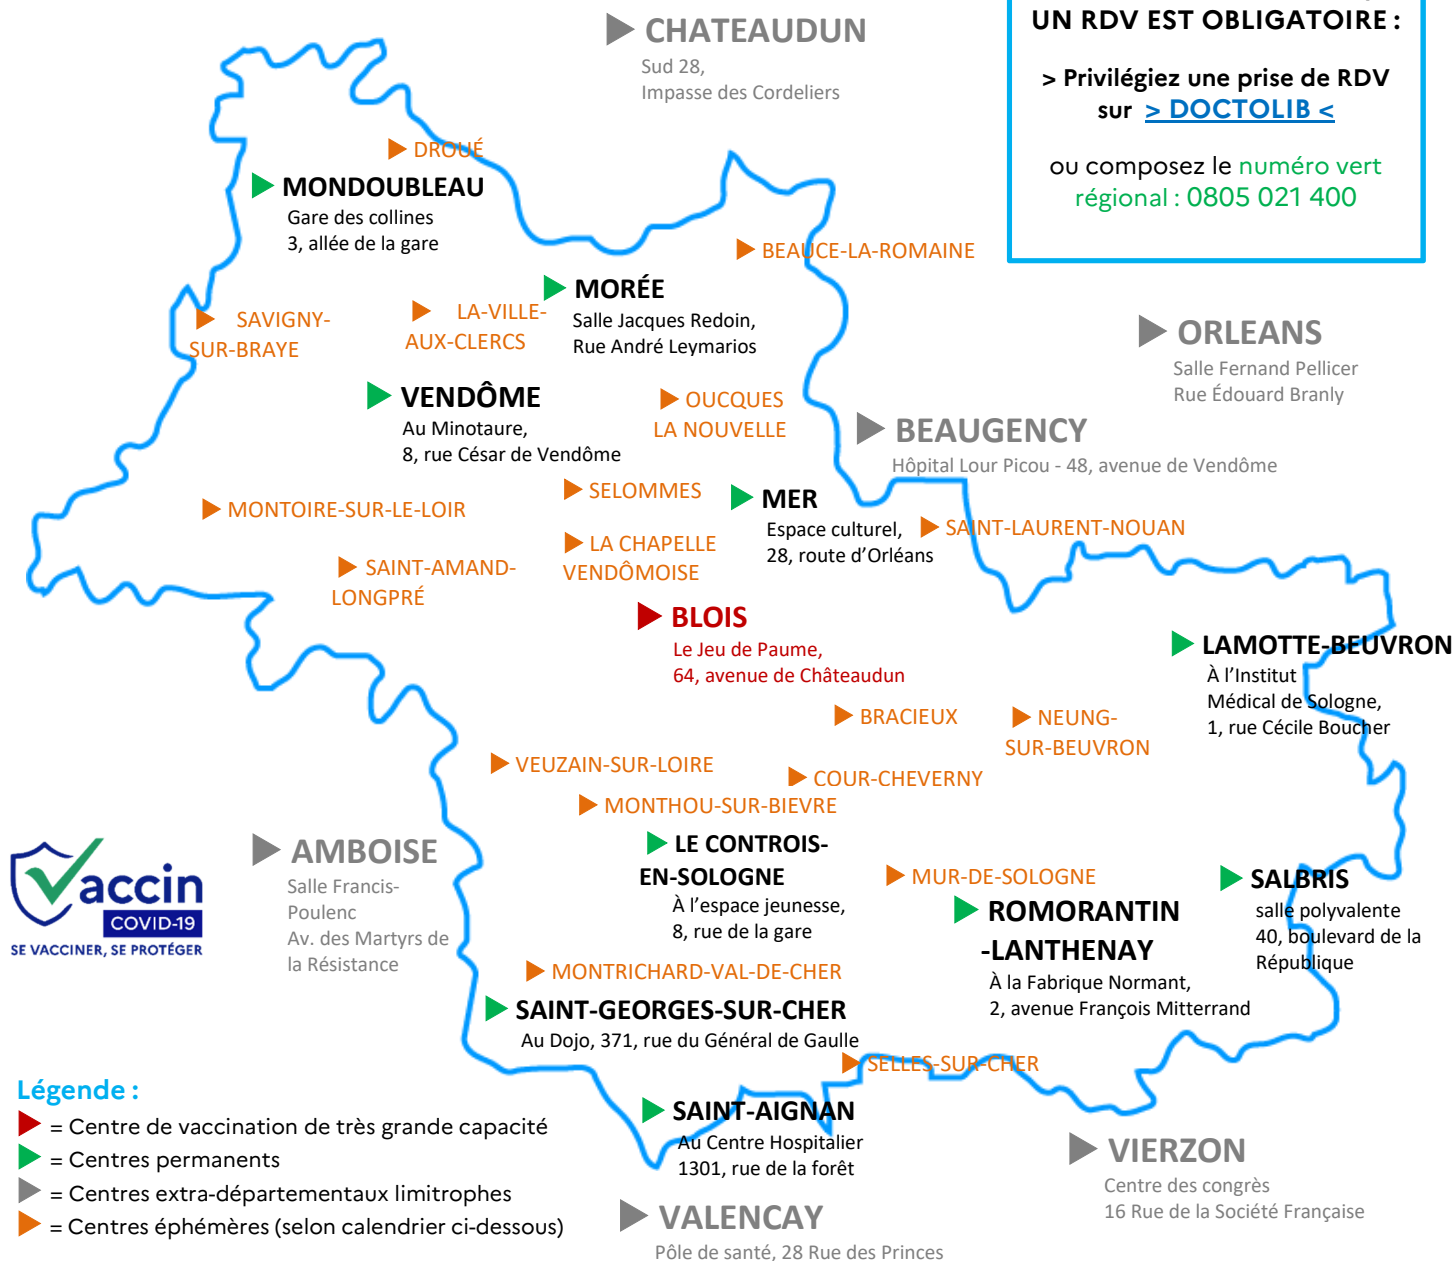 UN RDV EST OBLIGATOIRE :
> Privilégiez une prise de RDV
sur > DOCTOLIB <
ou composez le numéro vert
régional : 0805 021 400
CHATEAUDUN
Sud 28,
Impasse des Cordeliers
DROUÉ
MONDOUBLEAU
Gare des collines
3, allée de la gare
BEAUCE-LA-ROMAINE
MORÉE
Salle Jacques Redoin,
Rue André Leymarios
SAVIGNY-
SUR-BRAYE
LA-VILLE-
AUX-CLERCS
ORLEANS
Salle Fernand Pellicer
Rue Édouard Branly
VENDÔME
Au Minotaure,
8, rue César de Vendôme
OUCQUES
LA NOUVELLE
BEAUGENCY
Hôpital Lour Picou - 48, avenue de Vendôme
SELOMMES
MER
Espace culturel,
28, route d'Orléans
MONTOIRE-SUR-LE-LOIR
SAINT-LAURENT-NOUAN
LA CHAPELLE
VENDÔMOISE
SAINT-AMAND-
LONGPRÉ
BLOIS
Le Jeu de Paume,
64, avenue de Châteaudun
LAMOTTE-BEUVRON
À l'Institut
Médical de Sologne,
1, rue Cécile Boucher
BRACIEUX
NEUNG-
SUR-BEUVRON
VEUZAIN-SUR-LOIRE
COUR-CHEVERNY
MONTHOU-SUR-BIEVRE
Vaccin
COVID-19
SE VACCINER, SE PROTÉGER
AMBOISE
Salle Francis-
Poulenc
Av. des Martyrs de
la Résistance
LE CONTROIS-
EN-SOLOGNE
À l'espace jeunesse,
8, rue de la gare
MUR-DE-SOLOGNE
ROMORANTIN
-LANTHENAY
À la Fabrique Normant,
2, avenue François Mitterrand
SALBRIS
salle polyvalente
40, boulevard de la
République
MONTRICHARD-VAL-DE-CHER
SAINT-GEORGES-SUR-CHER
Au Dojo, 371, rue du Général de Gaulle
SELLES-SUR-CHER
SAINT-AIGNAN
Au Centre Hospitalier
1301, rue de la forêt
VIERZON
Centre des congrès
16 Rue de la Société Française
VALENCAY
Pôle de santé, 28 Rue des Princes
Légende :
= Centre de vaccination de très grande capacité
= Centres permanents
= Centres extra-départementaux limitrophes
= Centres éphémères (selon calendrier ci-dessous)